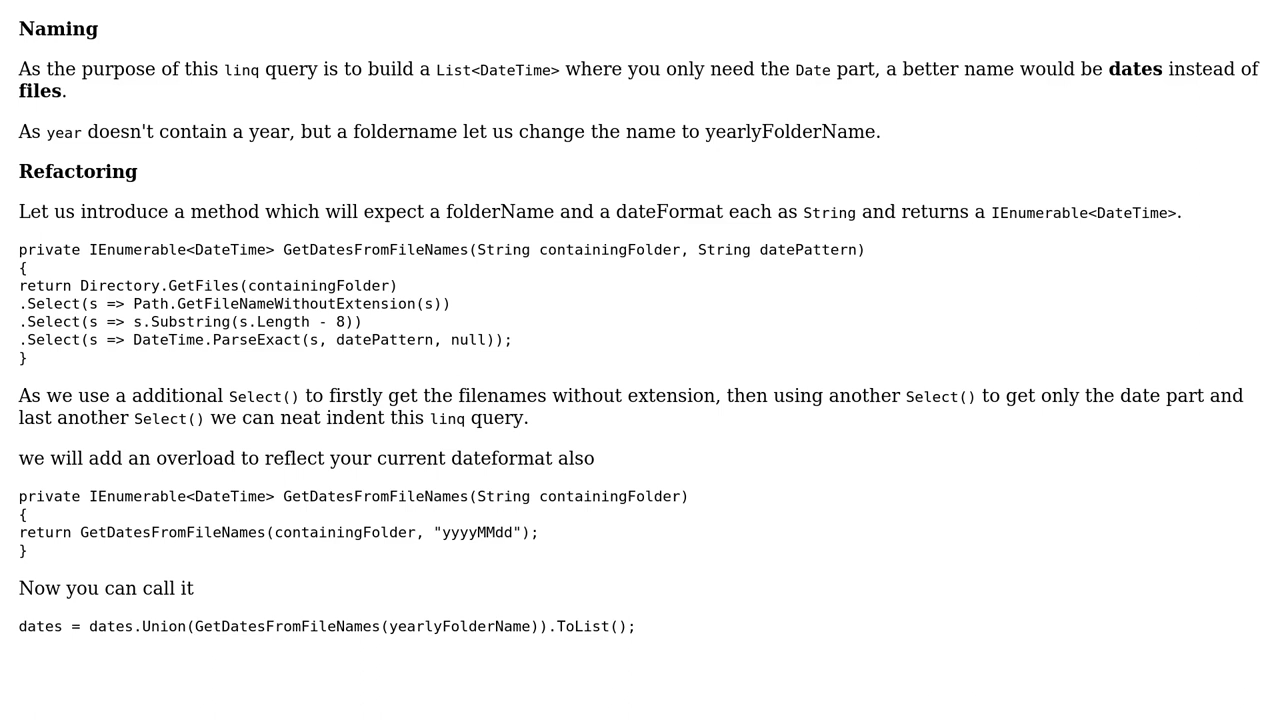 Naming
As the purpose of this linq query is to build a List<DateTime> where you only need the Date part, a better name would be dates instead of
files.
As year doesn't contain a year, but a foldername let us change the name to yearlyFolderName.
Refactoring
Let us introduce a method which will expect a folderName and a dateFormat each as String and returns a IEnumerable<DateTime>.
private IEnumerable<DateTime> GetDatesFromFileNames(String containingFolder, String datePattern)
{
return Directory.GetFiles(containingFolder)
.Select(s => Path.GetFileNameWithoutExtension(s))
.Select(s => s.Substring(s.Length - 8))
.Select(s => DateTime.ParseExact(s, datePattern, null));
}
As we use a additional Select() to firstly get the filenames without extension, then using another Select() to get only the date part and
last another Select() we can neat indent this linq query.
we will add an overload to reflect your current dateformat also
private IEnumerable<DateTime> GetDatesFromFileNames(String containingFolder)
{
return GetDatesFromFileNames(containingFolder, "yyyyMMdd");
}
Now you can call it
dates = dates.Union(GetDatesFromFileNames(yearlyFolderName)).ToList();